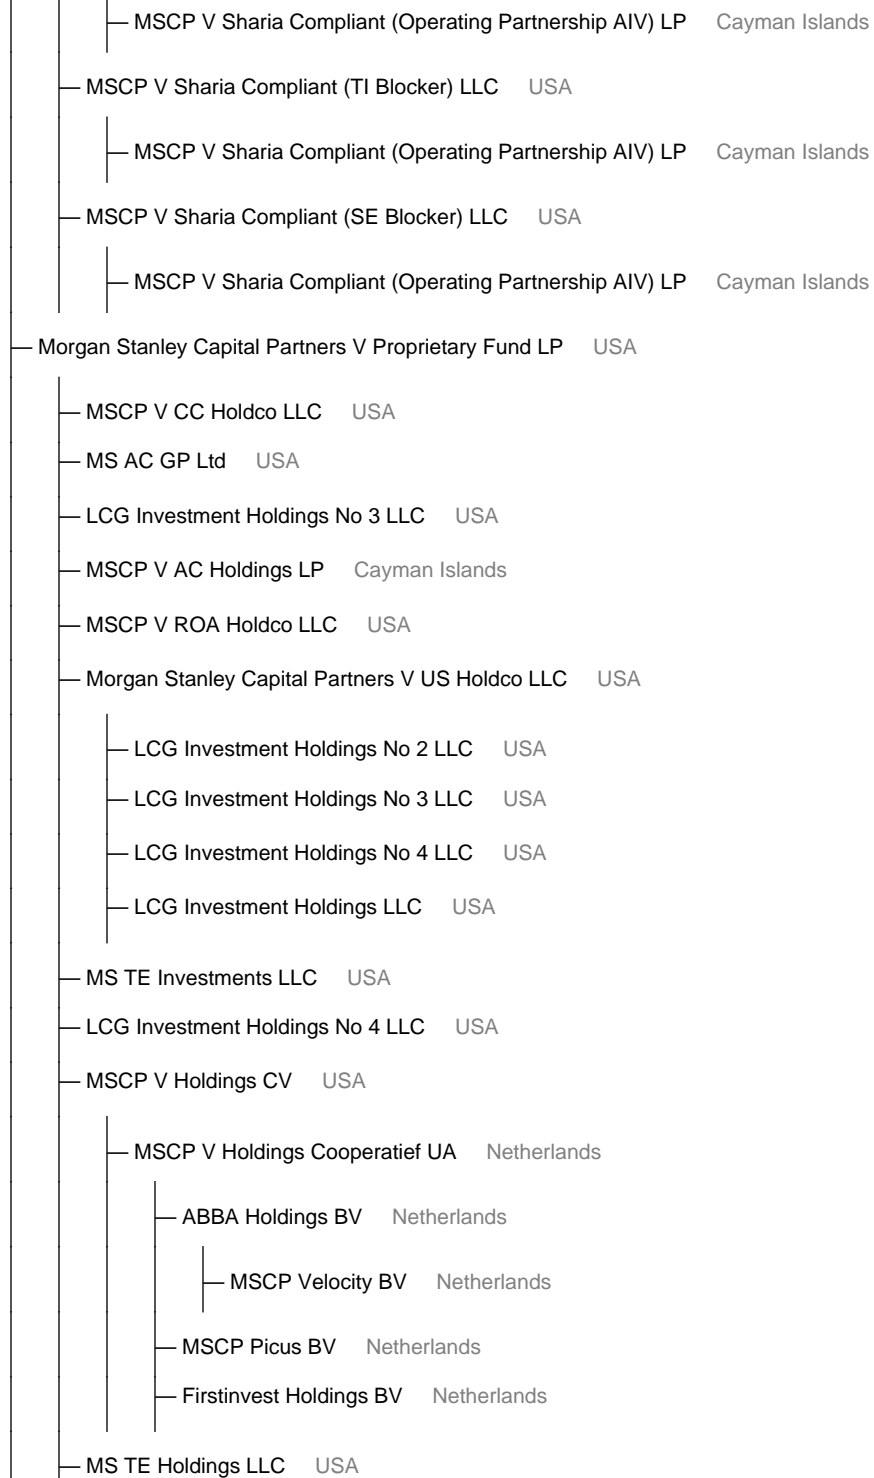 MSCP V Sharia Compliant (Operating Partnership AIV) LP Cayman Islands
MSCP V Sharia Compliant (TI Blocker) LLC USA
MSCP V Sharia Compliant (Operating Partnership AIV) LP Cayman Islands
MSCP V Sharia Compliant (SE Blocker) LLC USA
MSCP V Sharia Compliant (Operating Partnership AIV) LP Cayman Islands
Morgan Stanley Capital Partners V Proprietary Fund LP USA
MSCP V CC Holdco LLC USA
MS AC GP Ltd USA
LCG Investment Holdings No 3 LLC USA
MSCP V AC Holdings LP Cayman Islands
MSCP V ROA Holdco LLC USA
Morgan Stanley Capital Partners V US Holdco LLC USA
LCG Investment Holdings No 2 LLC USA
LCG Investment Holdings No 3 LLC USA
LCG Investment Holdings No 4 LLC USA
LCG Investment Holdings LLC USA
MS TE Investments LLC USA
LCG Investment Holdings No 4 LLC USA
MSCP V Holdings CV USA
MSCP V Holdings Cooperatief UA Netherlands
ABBA Holdings BV Netherlands
MSCP Velocity BV Netherlands
MSCP Picus BV Netherlands
Firstinvest Holdings BV Netherlands
MS TE Holdings LLC USA